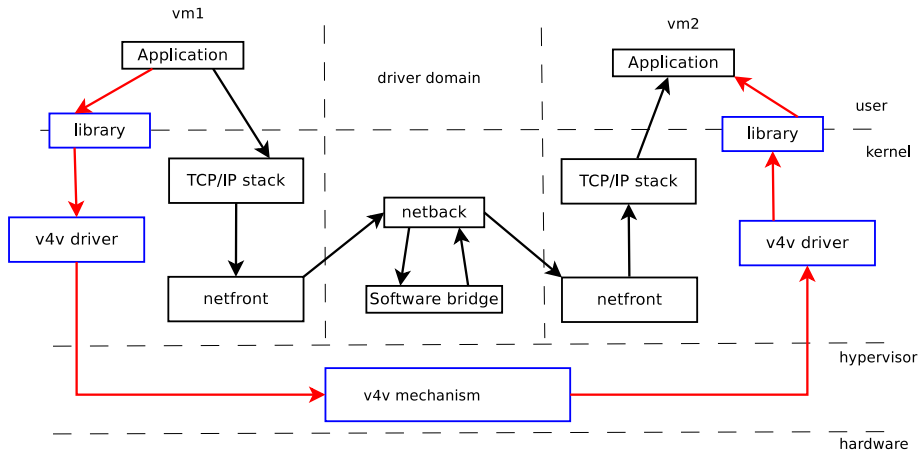 vm1
vm2
Application
driver domain
Application
user
library
library
kernel
TCP/IP stack
TCP/IP stack
netback
v4v driver
v4v driver
netfront
Software bridge
netfront
hypervisor
v4v mechanism
hardware